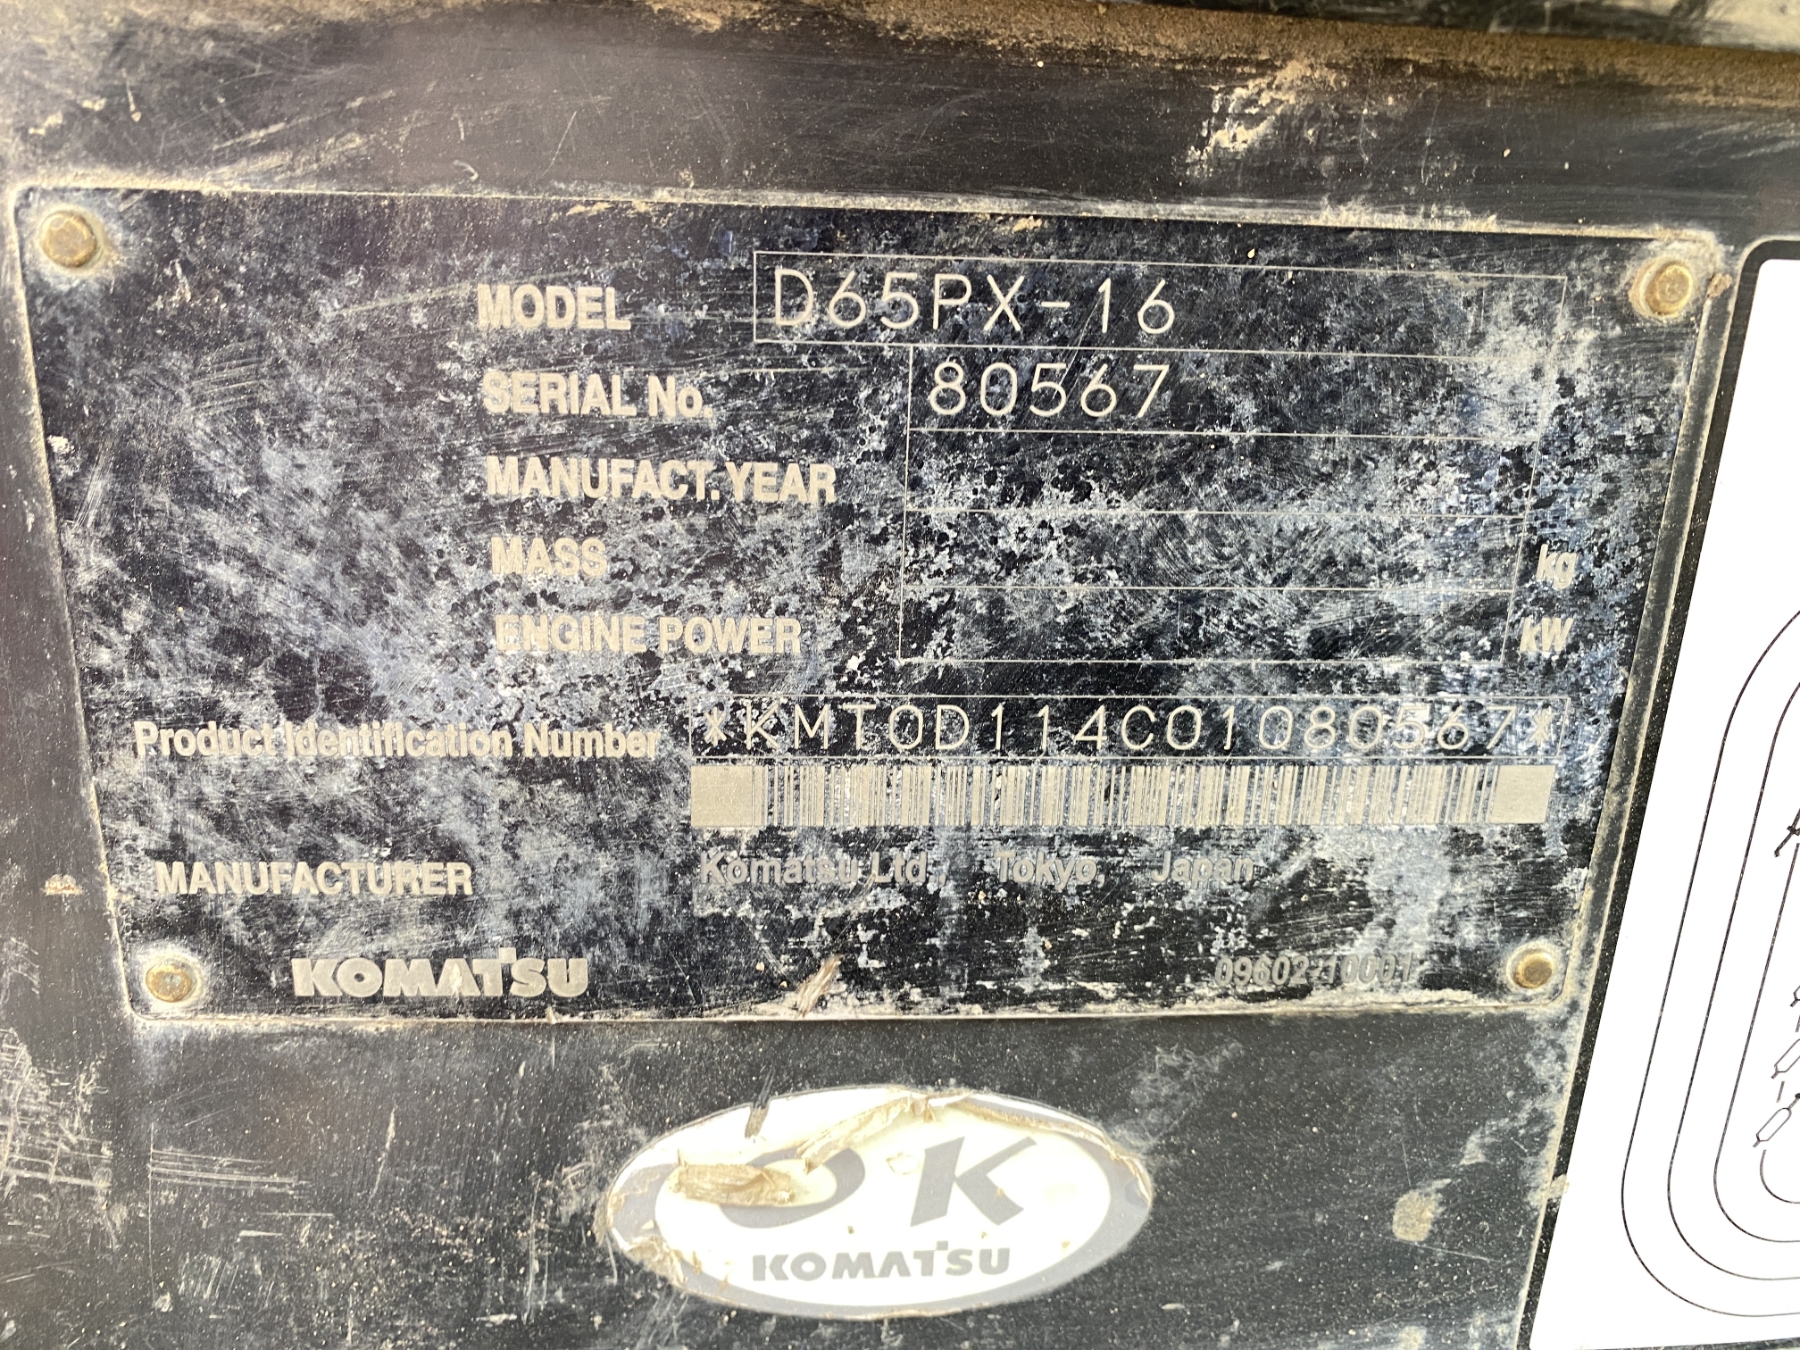 MODEL D65PX-16
SERIAL No. 80567
MANUFACT. YEAR
MASS kg
ENGINE POWER kW
Product Identification Number *KMT0D114C01080567*
MANUFACTURER Komatsu Ltd., Tokyo, Japan
KOMATSU 09602-10001
OK
KOMATSU